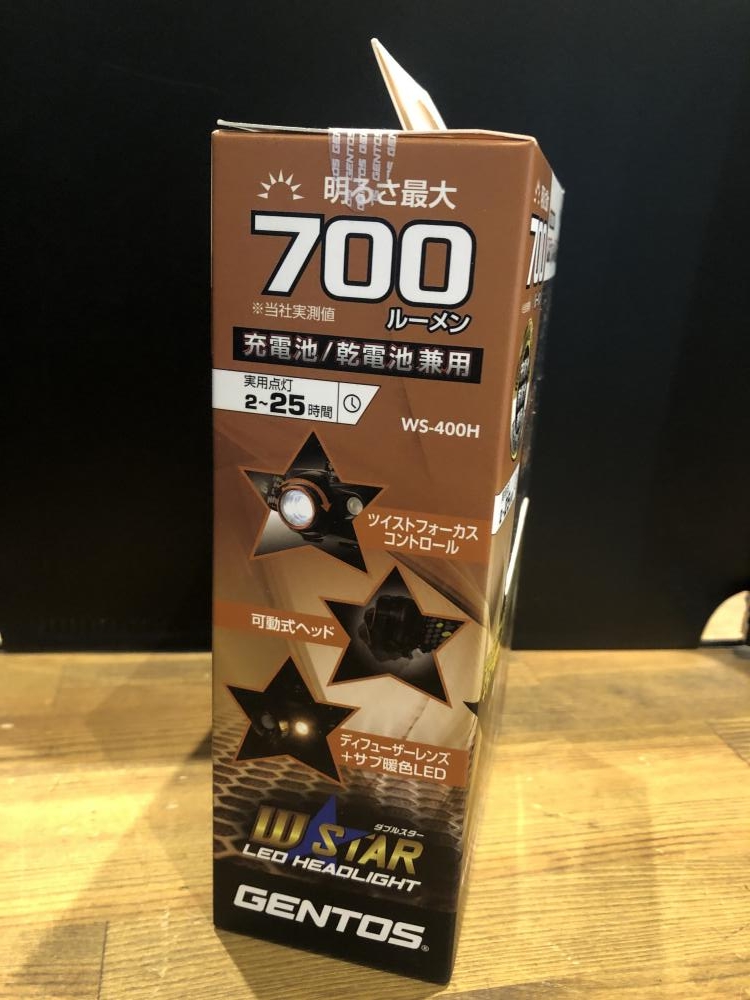 GENTOS
明るさ最大
700
※当社実測値
ルーメン
充電池/乾電池 兼用
実用点灯
2~25時間
WS-400H
ツイストフォーカス
コントロール
可動式ヘッド
ディフューザーレンズ
+サブ暖色LED
ダブルスター
W STAR
LED HEADLIGHT
GENTOS®
700